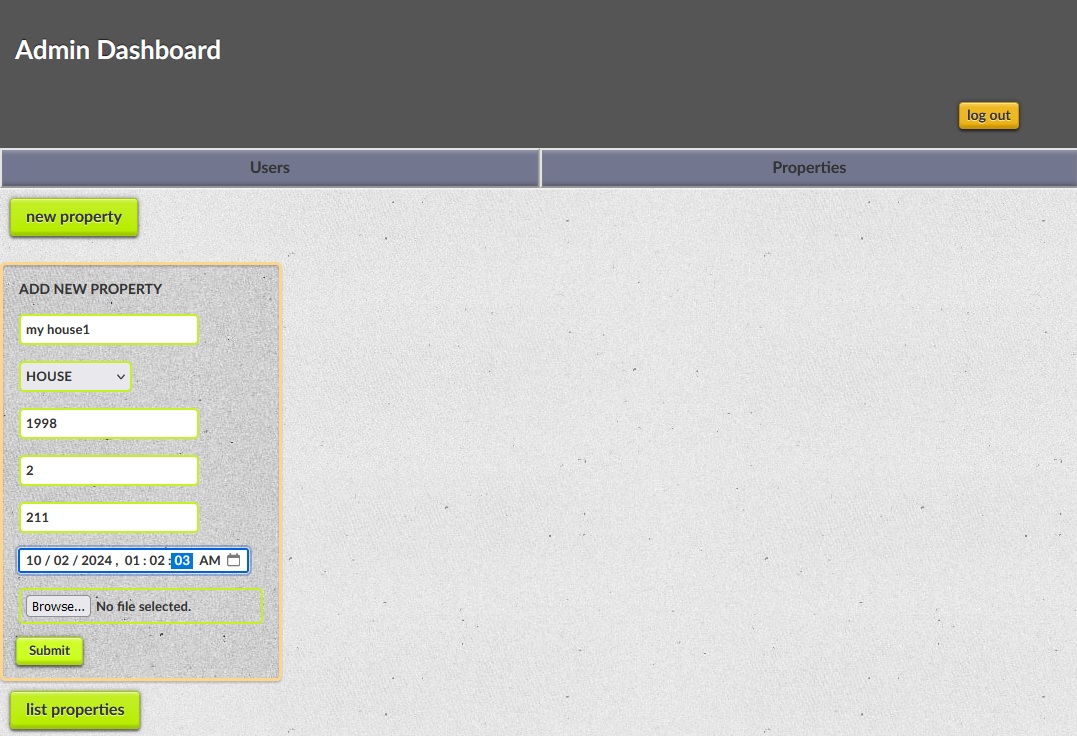 Admin Dashboard
log out
Users
Properties
new property
ADD NEW PROPERTY
my house1
HOUSE
1998
2
211
10 / 02 / 2024 , 01 : 02 : 03 AM
Browse... No file selected.
Submit
list properties